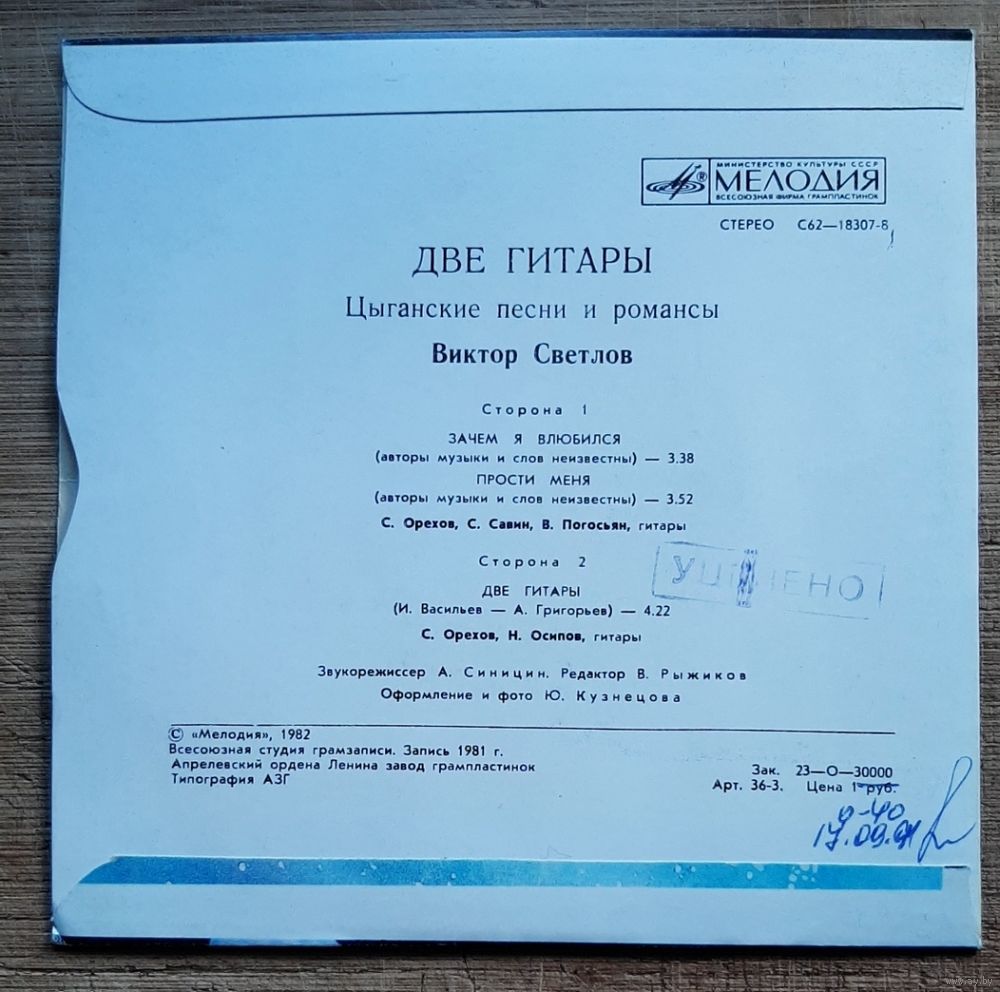 МИНИСТЕРСТВО КУЛЬТУРЫ СССР
МЕЛОДИЯ
ВСЕСОЮЗНАЯ ФИРМА ГРАМПЛАСТИНОК
СТЕРЕО С62—18307-8
ДВЕ ГИТАРЫ
Цыганские песни и романсы
Виктор Светлов
Сторона 1
ЗАЧЕМ Я ВЛЮБИЛСЯ
(авторы музыки и слов неизвестны) — 3.38
ПРОСТИ МЕНЯ
(авторы музыки и слов неизвестны) — 3.52
С. Орехов, С. Савин, В. Погосьян, гитары
Сторона 2
ДВЕ ГИТАРЫ
(И. Васильев — А. Григорьев) — 4.22
С. Орехов, Н. Осипов, гитары
Звукорежиссер А. Синицин. Редактор В. Рыжиков
Оформление и фото Ю. Кузнецова
© «Мелодия», 1982
Всесоюзная студия грамзаписи. Запись 1981 г.
Апрелевский ордена Ленина завод грампластинок
Типография АЗГ
Зак. 23—О—30000
Арт. 36-3. Цена 1 руб.
0-40
17.09.91
www.ay.by